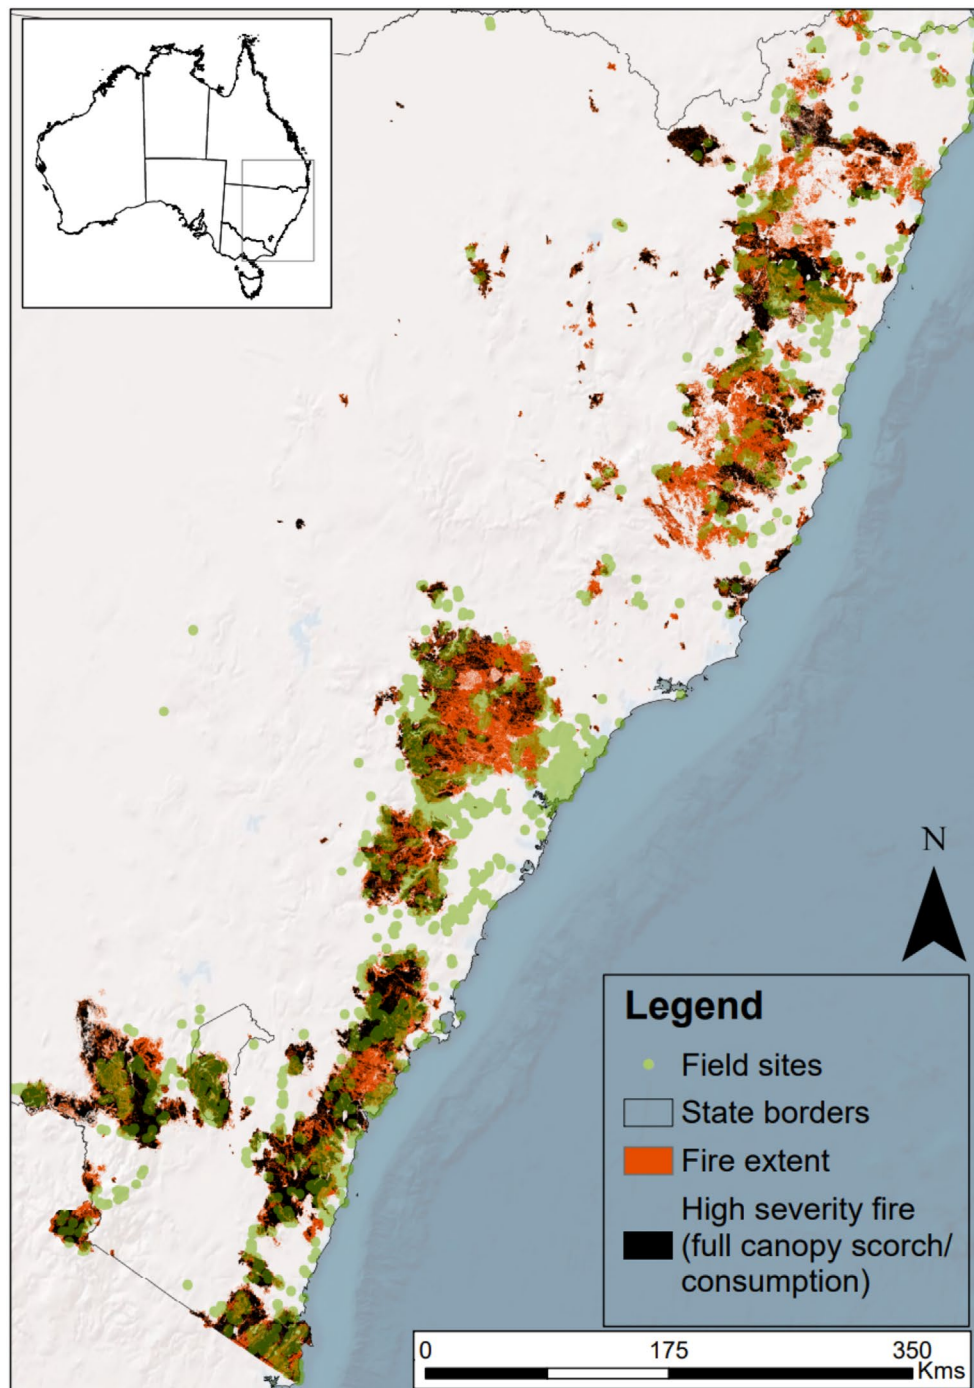 N
Legend
Field sites
State borders
Fire extent
High severity fire
(full canopy scorch/
consumption)
0 175 350
Kms